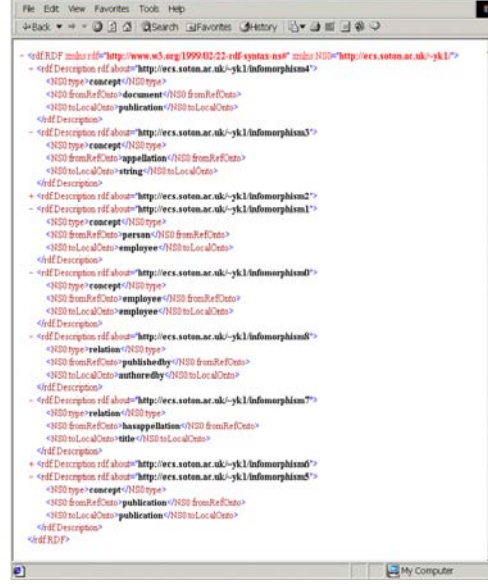 File Edit View Favorites Tools Help
Back Search Favorites History
- <rdf:RDF xmlns:rdf="http://www.w3.org/1999/02/22-rdf-syntax-ns#" xmlns:NS0="http://ecs.soton.ac.uk/~yk1/">
- <rdf:Description rdf:about="http://ecs.soton.ac.uk/~yk1/infomorphism4">
<NS0:type>concept</NS0:type>
<NS0:fromRefOnto>document</NS0:fromRefOnto>
<NS0:toLocalOnto>publication</NS0:toLocalOnto>
</rdf:Description>
- <rdf:Description rdf:about="http://ecs.soton.ac.uk/~yk1/infomorphism3">
<NS0:type>concept</NS0:type>
<NS0:fromRefOnto>appellation</NS0:fromRefOnto>
<NS0:toLocalOnto>string</NS0:toLocalOnto>
</rdf:Description>
+ <rdf:Description rdf:about="http://ecs.soton.ac.uk/~yk1/infomorphism2">
- <rdf:Description rdf:about="http://ecs.soton.ac.uk/~yk1/infomorphism1">
<NS0:type>concept</NS0:type>
<NS0:fromRefOnto>person</NS0:fromRefOnto>
<NS0:toLocalOnto>employee</NS0:toLocalOnto>
</rdf:Description>
- <rdf:Description rdf:about="http://ecs.soton.ac.uk/~yk1/infomorphism0">
<NS0:type>concept</NS0:type>
<NS0:fromRefOnto>employee</NS0:fromRefOnto>
<NS0:toLocalOnto>employee</NS0:toLocalOnto>
</rdf:Description>
- <rdf:Description rdf:about="http://ecs.soton.ac.uk/~yk1/infomorphism8">
<NS0:type>relation</NS0:type>
<NS0:fromRefOnto>publishedby</NS0:fromRefOnto>
<NS0:toLocalOnto>authoredby</NS0:toLocalOnto>
</rdf:Description>
- <rdf:Description rdf:about="http://ecs.soton.ac.uk/~yk1/infomorphism7">
<NS0:type>relation</NS0:type>
<NS0:fromRefOnto>hasappellation</NS0:fromRefOnto>
<NS0:toLocalOnto>title</NS0:toLocalOnto>
</rdf:Description>
+ <rdf:Description rdf:about="http://ecs.soton.ac.uk/~yk1/infomorphism6">
- <rdf:Description rdf:about="http://ecs.soton.ac.uk/~yk1/infomorphism5">
<NS0:type>concept</NS0:type>
<NS0:fromRefOnto>publication</NS0:fromRefOnto>
<NS0:toLocalOnto>publication</NS0:toLocalOnto>
</rdf:Description>
</rdf:RDF>
My Computer